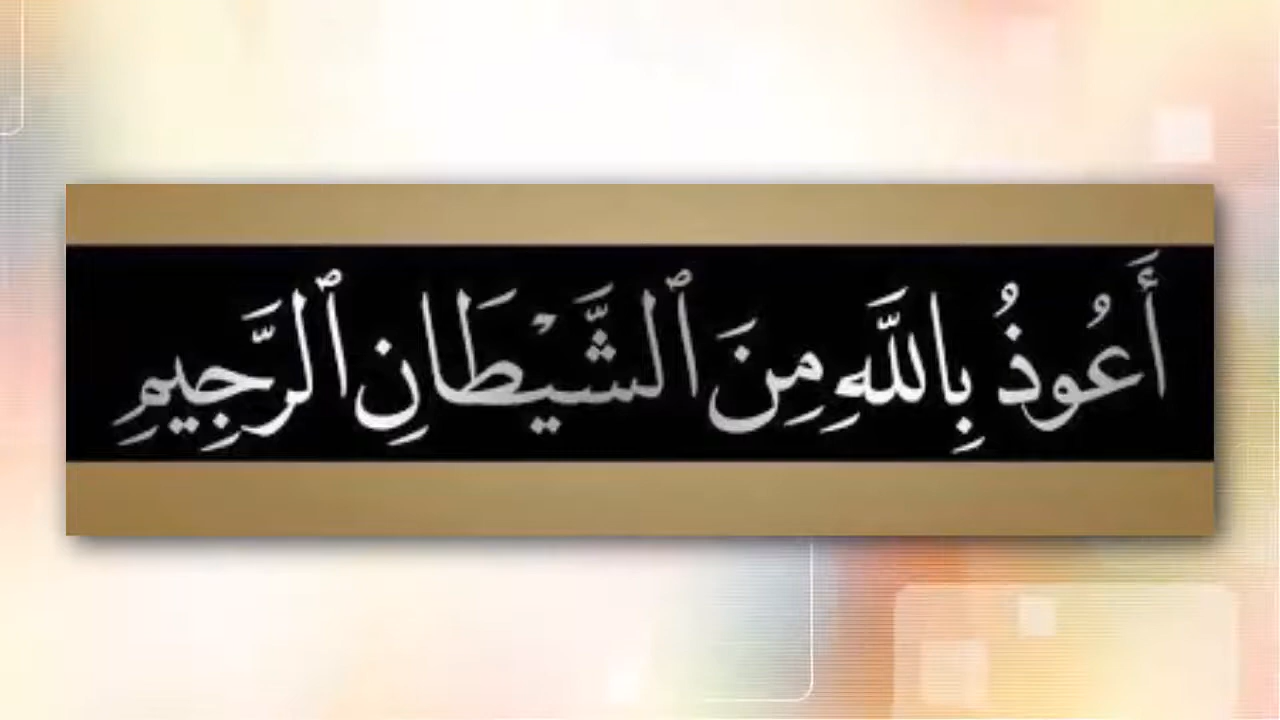 أَعُوذُ بِاللَّهِ مِنَ ٱلشَّيْطَانِ ٱلرَّجِيمِ